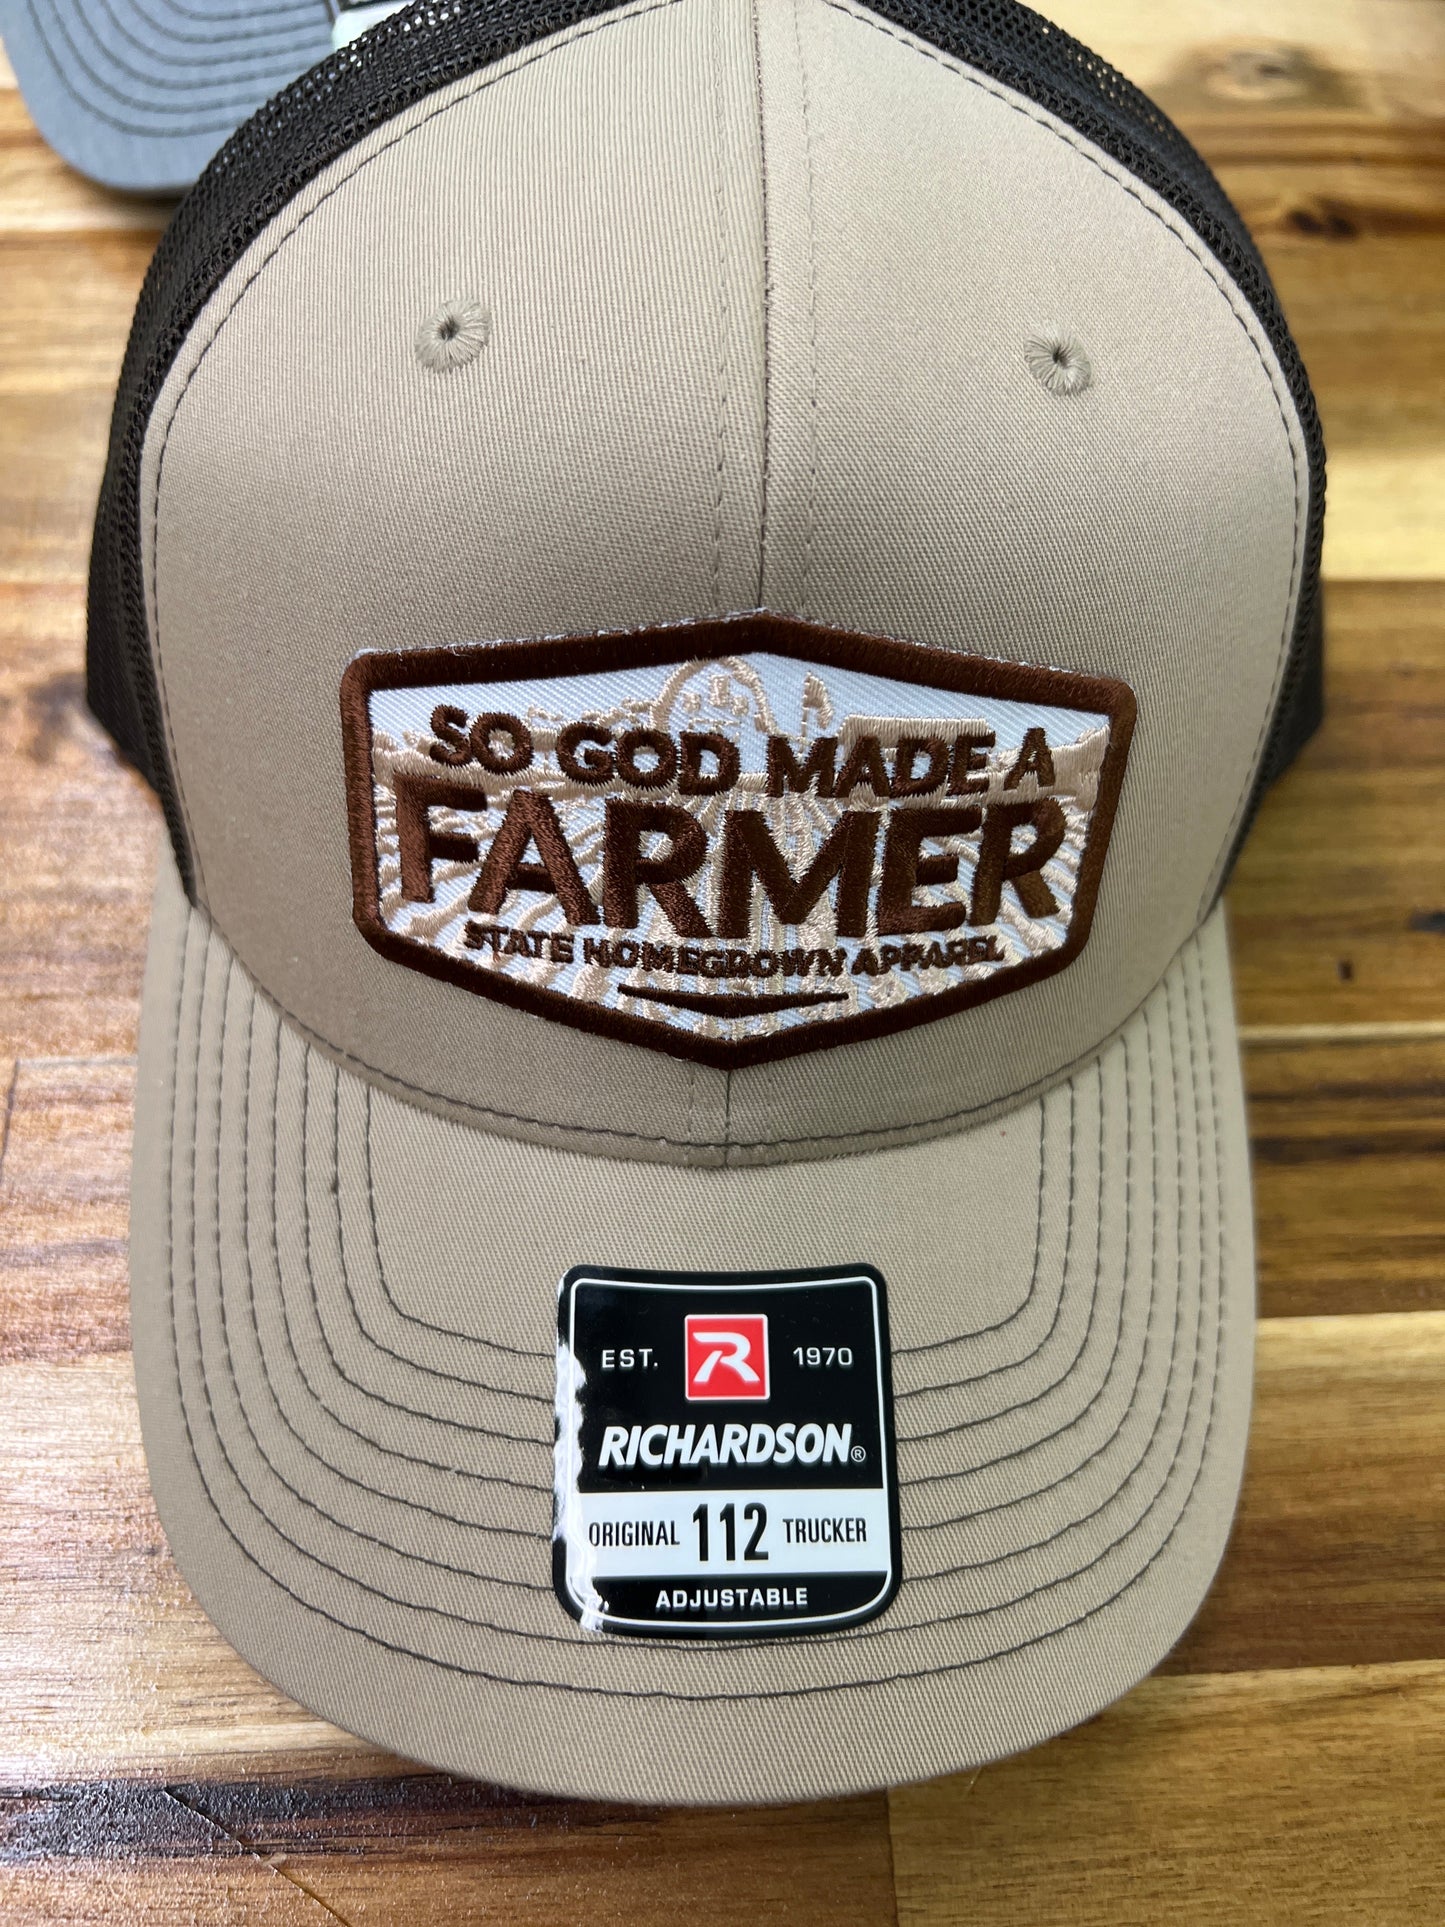 SO GOD MADE A
FARMER
STATE HOMEGROWN APPAREL
EST. R 1970
RICHARDSON®
ORIGINAL 112 TRUCKER
ADJUSTABLE